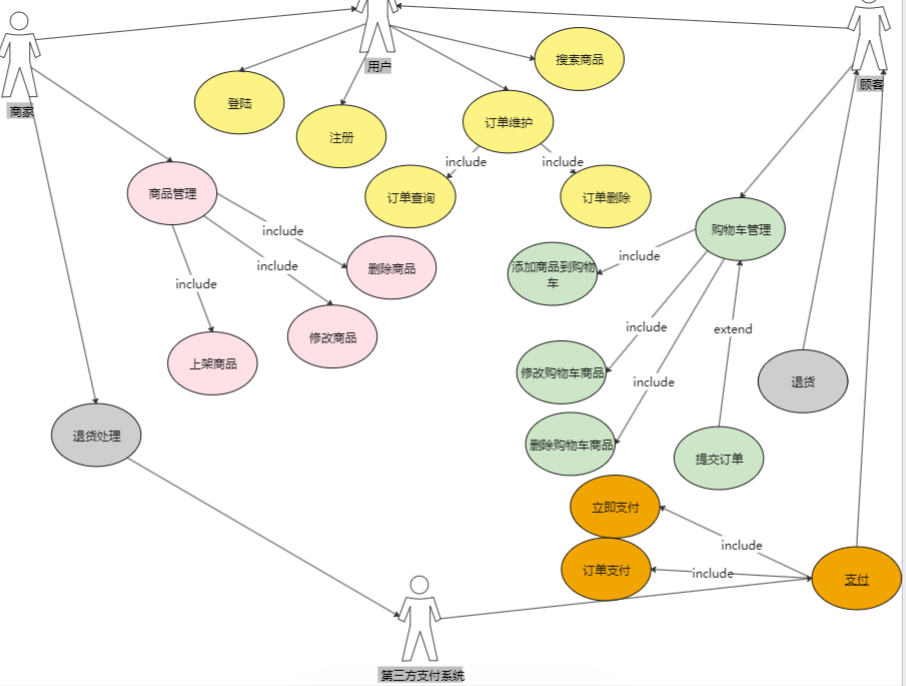 用户
搜索商品
顾客
商家
登陆
注册
订单维护
include
include
订单查询
订单删除
商品管理
include
include
include
删除商品
修改商品
上架商品
购物车管理
include
添加商品到购物
车
include
extend
include
修改购物车商品
删除购物车商品
退货
提交订单
退货处理
立即支付
include
订单支付
include
支付
第三方支付系统